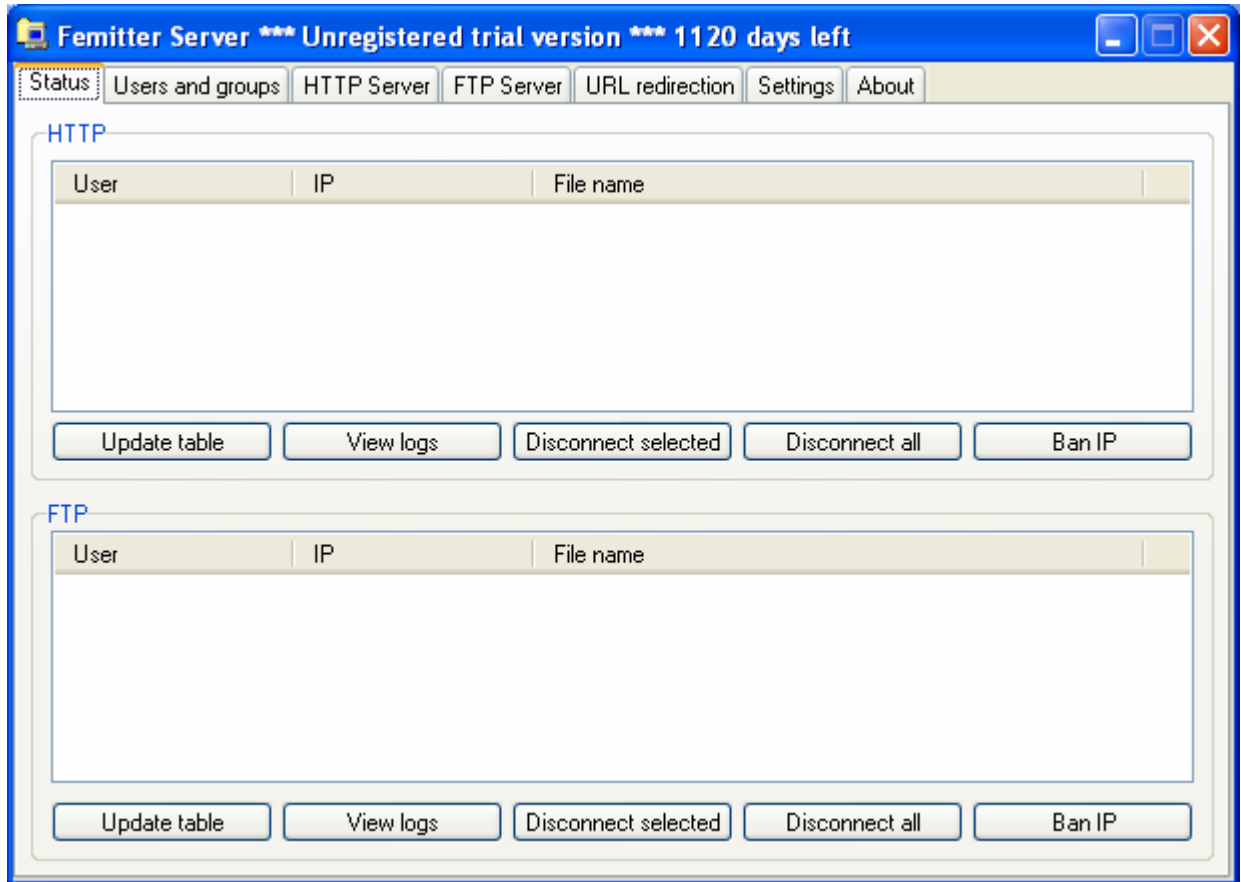 Femitter Server *** Unregistered trial version *** 1120 days left
Status Users and groups HTTP Server FTP Server URL redirection Settings About
HTTP
User IP File name
Update table View logs Disconnect selected Disconnect all Ban IP
FTP
User IP File name
Update table View logs Disconnect selected Disconnect all Ban IP